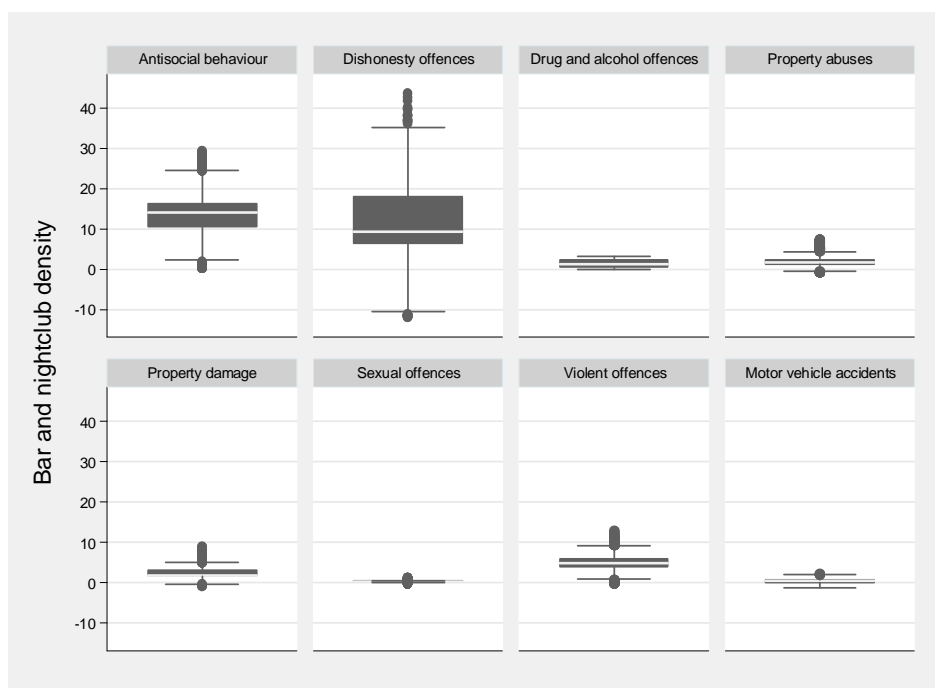 Bar and nightclub density
Antisocial behaviour
Dishonesty offences
Drug and alcohol offences
Property abuses
40
30
20
10
0
-10
Property damage
Sexual offences
Violent offences
Motor vehicle accidents
40
30
20
10
0
-10